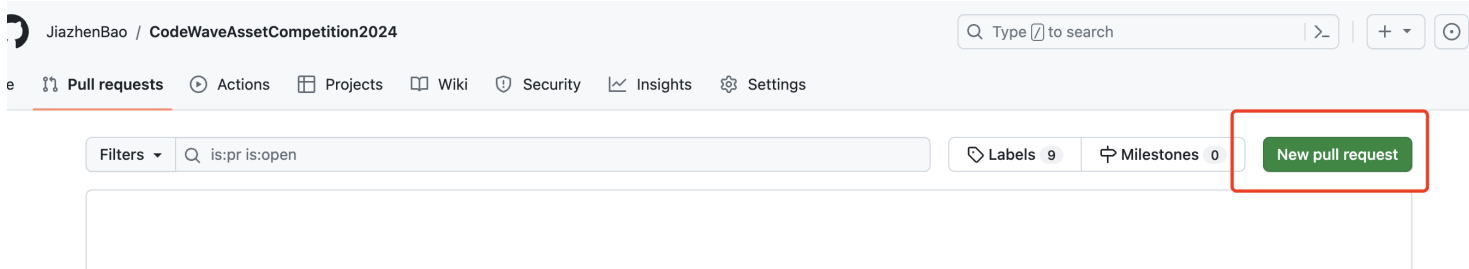 JiazhenBao / CodeWaveAssetCompetition2024 Type / to search
e Pull requests Actions Projects Wiki Security Insights Settings
Filters is:pr is:open Labels 9 Milestones 0 New pull request